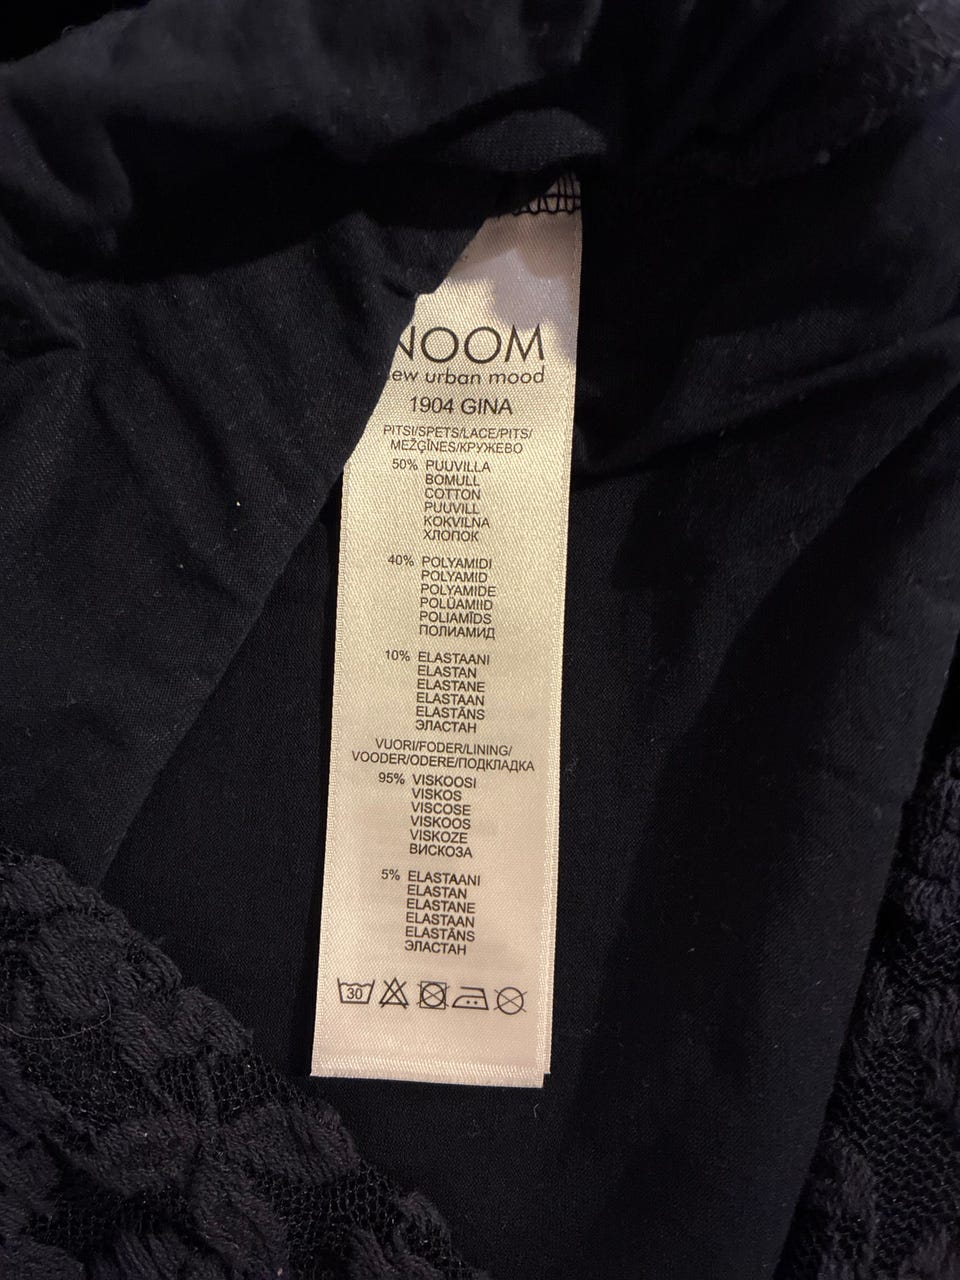 NOOM
ew urban mood
1904 GINA
PITSI/SPETS/LACE/PITS/
MEŽĢĪNES/КРУЖЕВО
50% PUUVILLA
BOMULL
COTTON
PUUVILL
KOKVILNA
ХЛОПОК
40% POLYAMIDI
POLYAMID
POLYAMIDE
POLÜAMIID
POLIAMĪDS
ПОЛИАМИД
10% ELASTAANI
ELASTAN
ELASTANE
ELASTAAN
ELASTĀNS
ЭЛАСТАН
VUORI/FODER/LINING/
VOODER/ODERE/ПОДКЛАДКА
95% VISKOOSI
VISKOS
VISCOSE
VISKOOS
VISKOZE
ВИСКОЗА
5% ELASTAANI
ELASTAN
ELASTANE
ELASTAAN
ELASTĀNS
ЭЛАСТАН
30